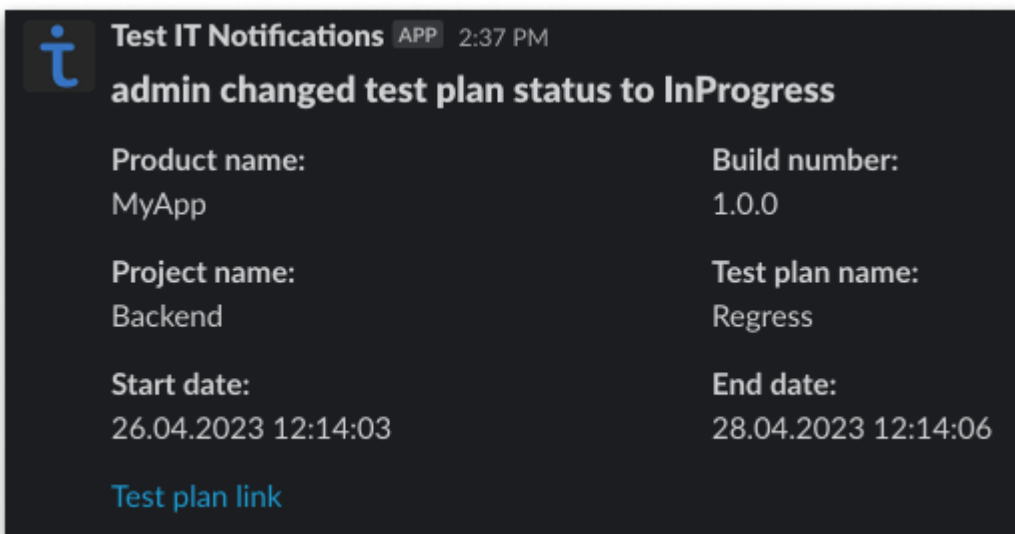 Test IT Notifications APP 2:37 PM
admin changed test plan status to InProgress
Product name: Build number:
MyApp 1.0.0
Project name: Test plan name:
Backend Regress
Start date: End date:
26.04.2023 12:14:03 28.04.2023 12:14:06
Test plan link